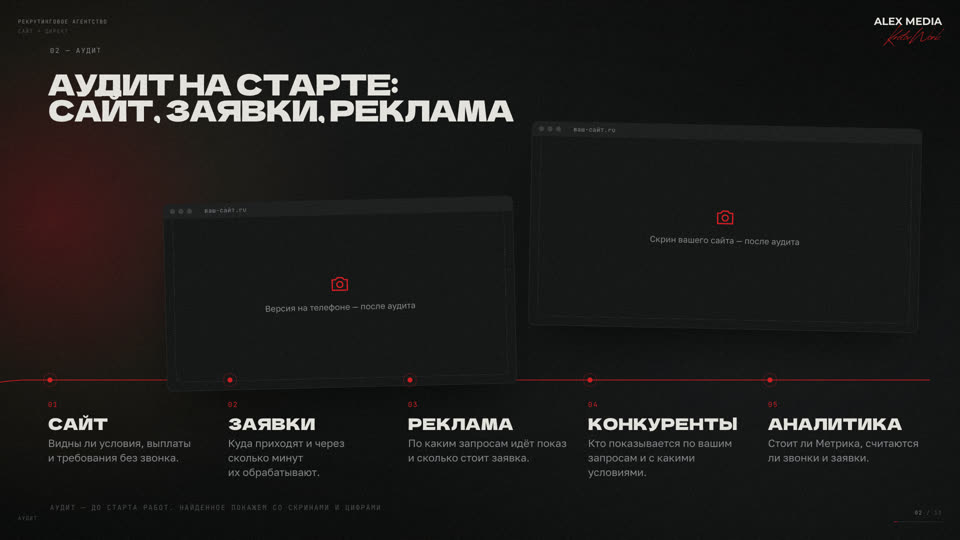 РЕКРУТИНГОВОЕ АГЕНТСТВО
САЙТ + ДИРЕКТ
ALEX MEDIA
02 — АУДИТ
АУДИТ НА СТАРТЕ:
САЙТ, ЗАЯВКИ, РЕКЛАМА
ваш-сайт.ru
Скрин вашего сайта — после аудита
ваш-сайт.ru
Версия на телефоне — после аудита
01
САЙТ
Видны ли условия, выплаты
и требования без звонка.
02
ЗАЯВКИ
Куда приходят и через
сколько минут
их обрабатывают.
03
РЕКЛАМА
По каким запросам идёт показ
и сколько стоит заявка.
04
КОНКУРЕНТЫ
Кто показывается по вашим
запросам и с какими
условиями.
05
АНАЛИТИКА
Стоит ли Метрика, считаются
ли звонки и заявки.
АУДИТ — ДО СТАРТА РАБОТ. НАЙДЕННОЕ ПОКАЖЕМ СО СКРИНАМИ И ЦИФРАМИ
АУДИТ